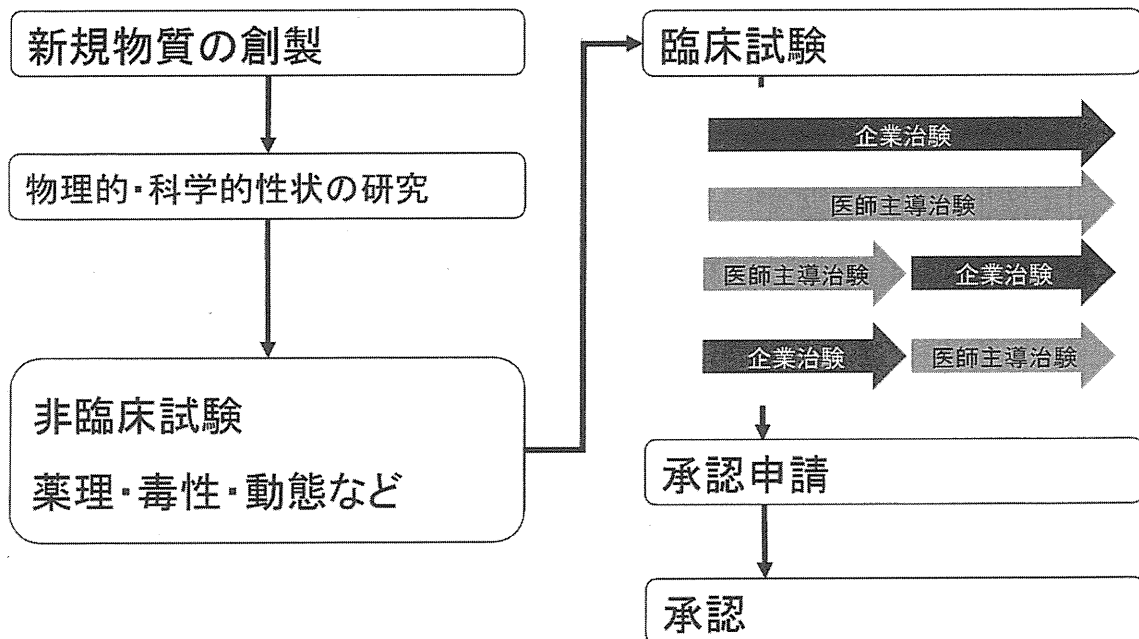 新規物質の創製
物理的・科学的性状の研究
非臨床試験
薬理・毒性・動態など
臨床試験
企業治験
医師主導治験
医師主導治験
企業治験
企業治験
医師主導治験
承認申請
承認